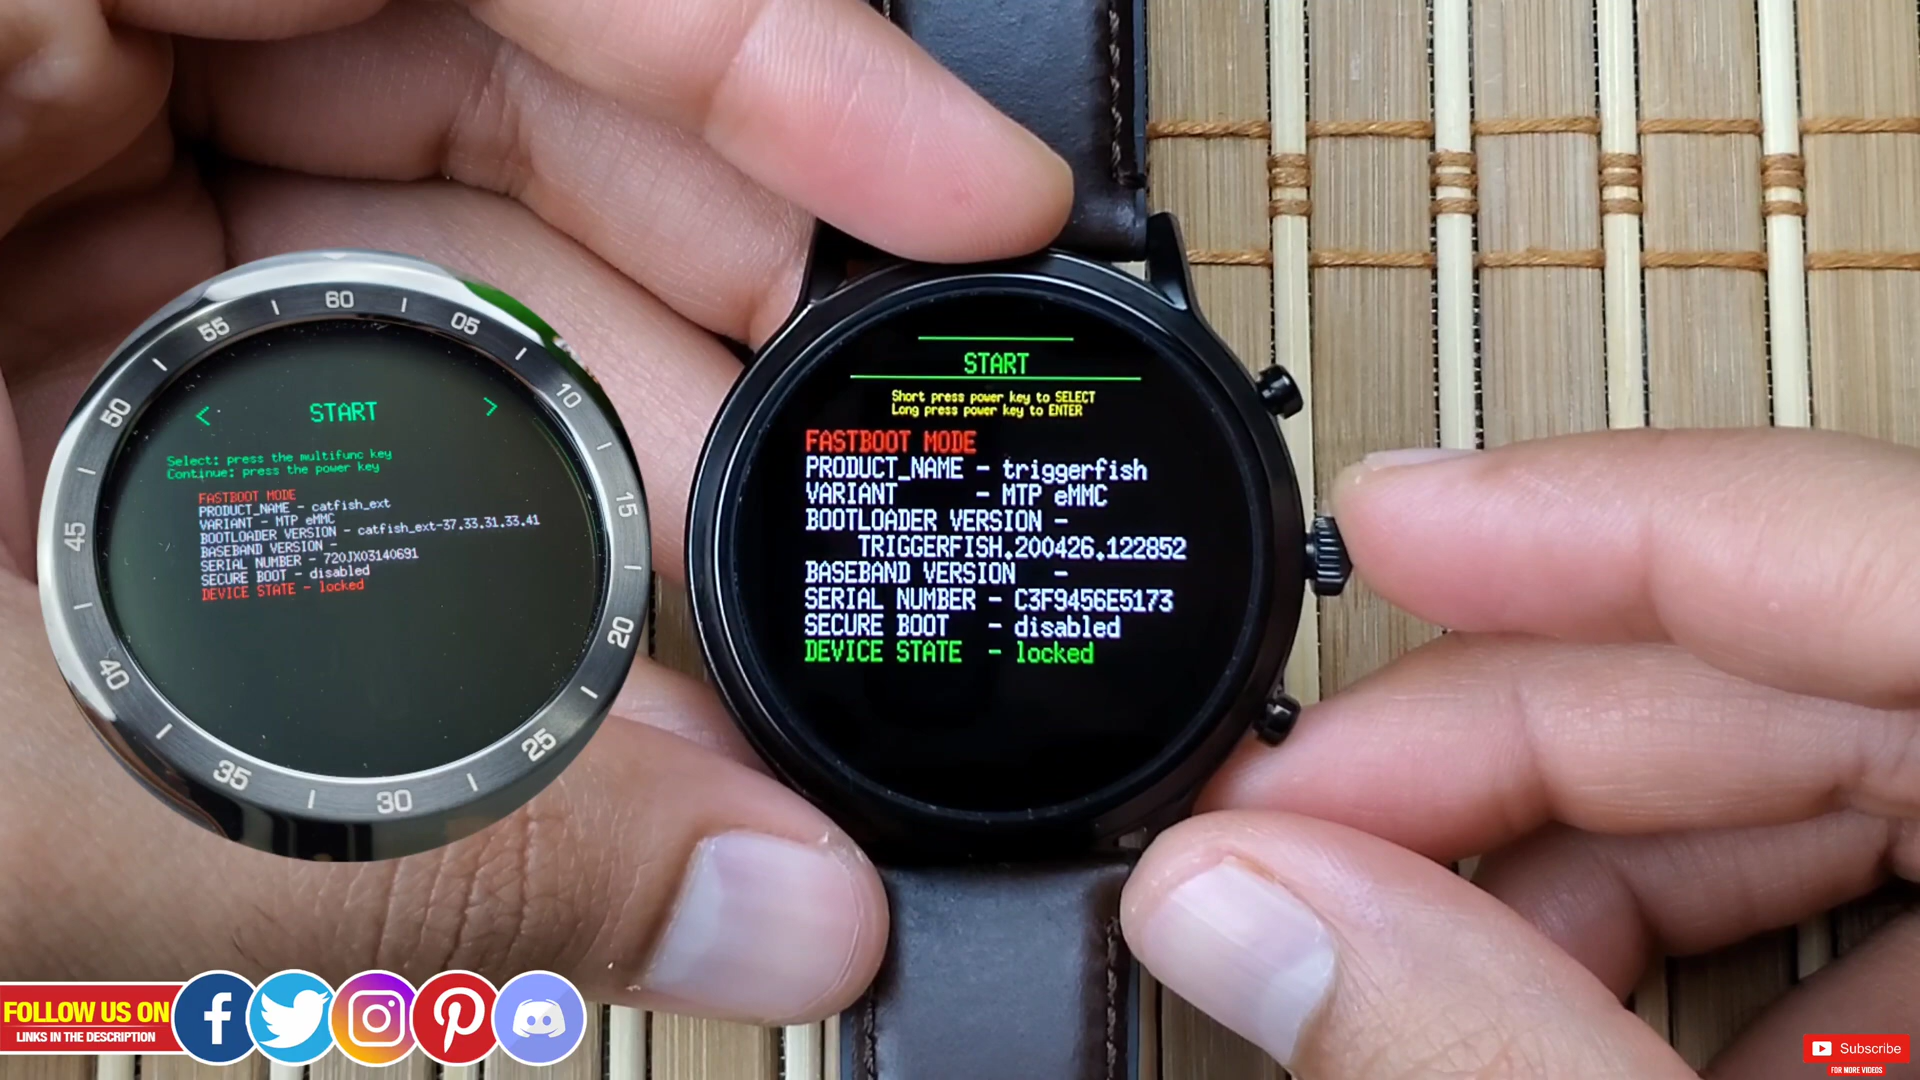 60
05
10
15
20
25
30
35
40
45
50
55
< START >
Select: press the multifunc key
Continue: press the power key
FASTBOOT MODE
PRODUCT_NAME - catfish_ext
VARIANT - MTP eMMC
BOOTLOADER VERSION - catfish_ext-37.33.31.33.41
BASEBAND VERSION -
SERIAL NUMBER - 720JX03140691
SECURE BOOT - disabled
DEVICE STATE - locked
START
Short press power key to SELECT
Long press power key to ENTER
FASTBOOT MODE
PRODUCT_NAME - triggerfish
VARIANT - MTP eMMC
BOOTLOADER VERSION -
TRIGGERFISH.200426.122852
BASEBAND VERSION -
SERIAL NUMBER - C3F9456E5173
SECURE BOOT - disabled
DEVICE STATE - locked
FOLLOW US ON
LINKS IN THE DESCRIPTION
Subscribe
FOR MORE VIDEOS